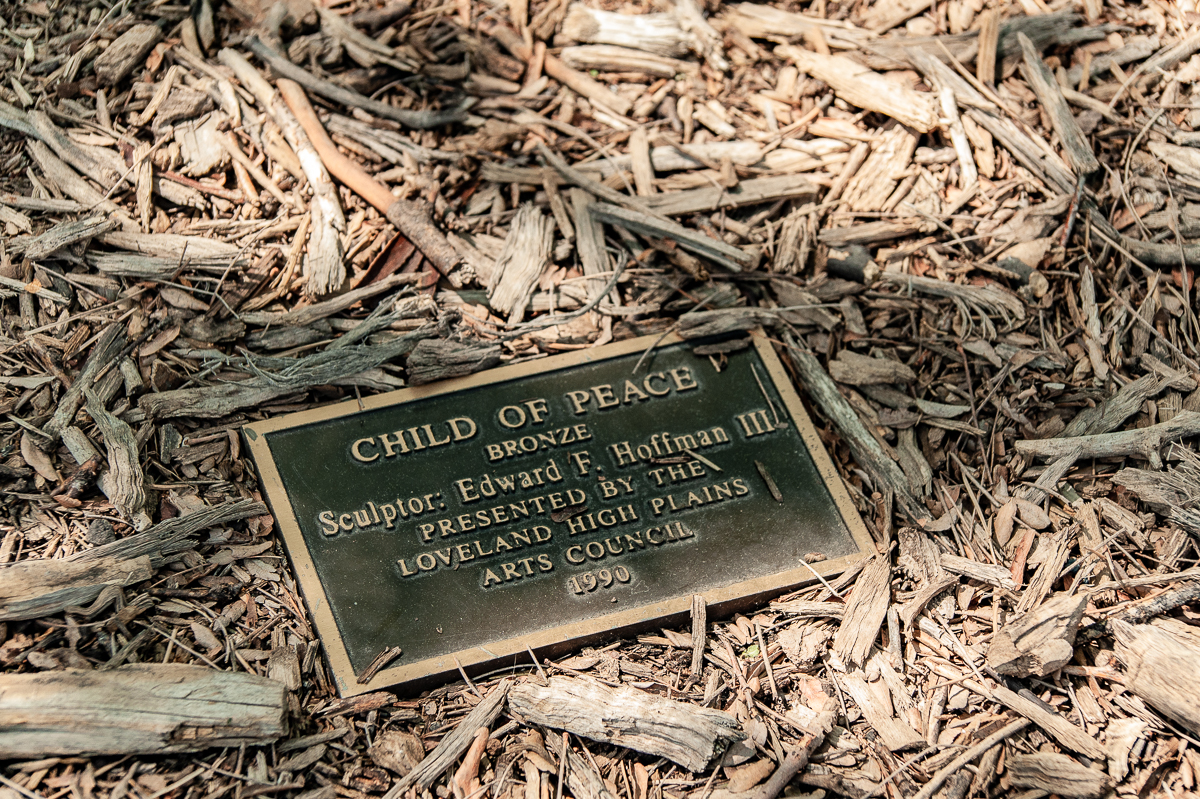 CHILD OF PEACE
BRONZE
Sculptor: Edward F. Hoffman III
PRESENTED BY THE
LOVELAND HIGH PLAINS
ARTS COUNCIL
1990